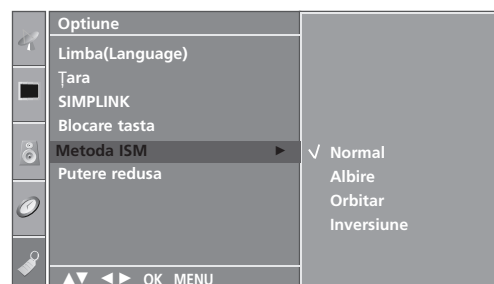 Optiune
Limba(Language)
Ţara
SIMPLINK
Blocare tasta
Metoda ISM ►
Putere redusa
√ Normal
Albire
Orbitar
Inversiune
▲▼ ◄► OK MENU